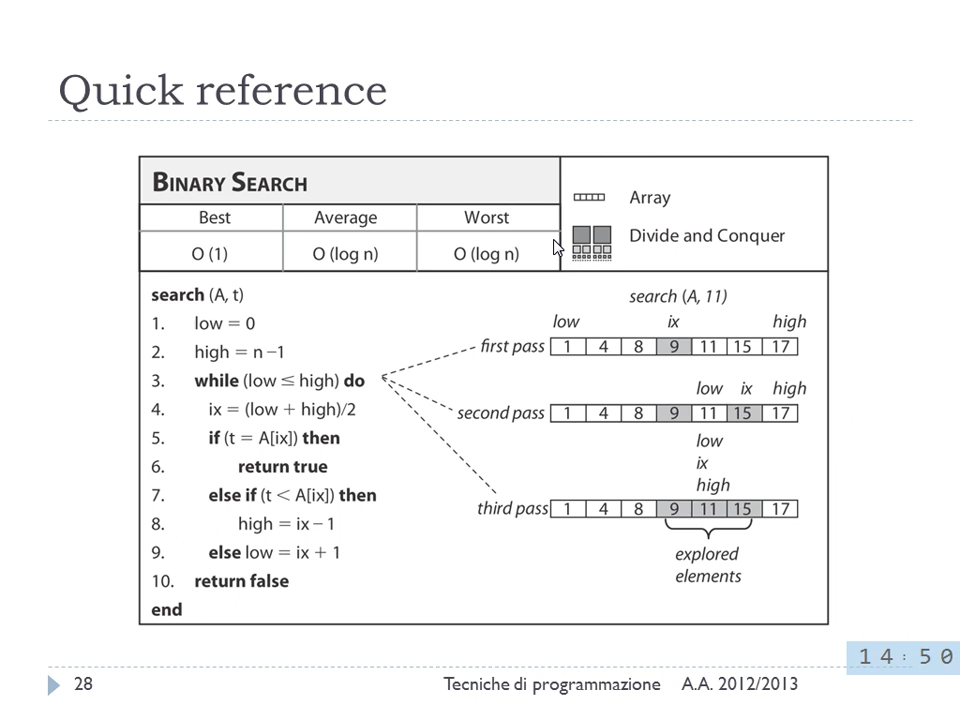 Quick reference
BINARY SEARCH
Best Average Worst
O (1) O (log n) O (log n)
Array
Divide and Conquer
search (A, t)
1. low = 0
2. high = n –1
3. while (low ≤ high) do
4. ix = (low + high)/2
5. if (t = A[ix]) then
6. return true
7. else if (t < A[ix]) then
8. high = ix – 1
9. else low = ix + 1
10. return false
end
search (A, 11)
low ix high
first pass 1 4 8 9 11 15 17
low ix high
second pass 1 4 8 9 11 15 17
low
ix
high
third pass 1 4 8 9 11 15 17
explored
elements
14:50
28 Tecniche di programmazione A.A. 2012/2013